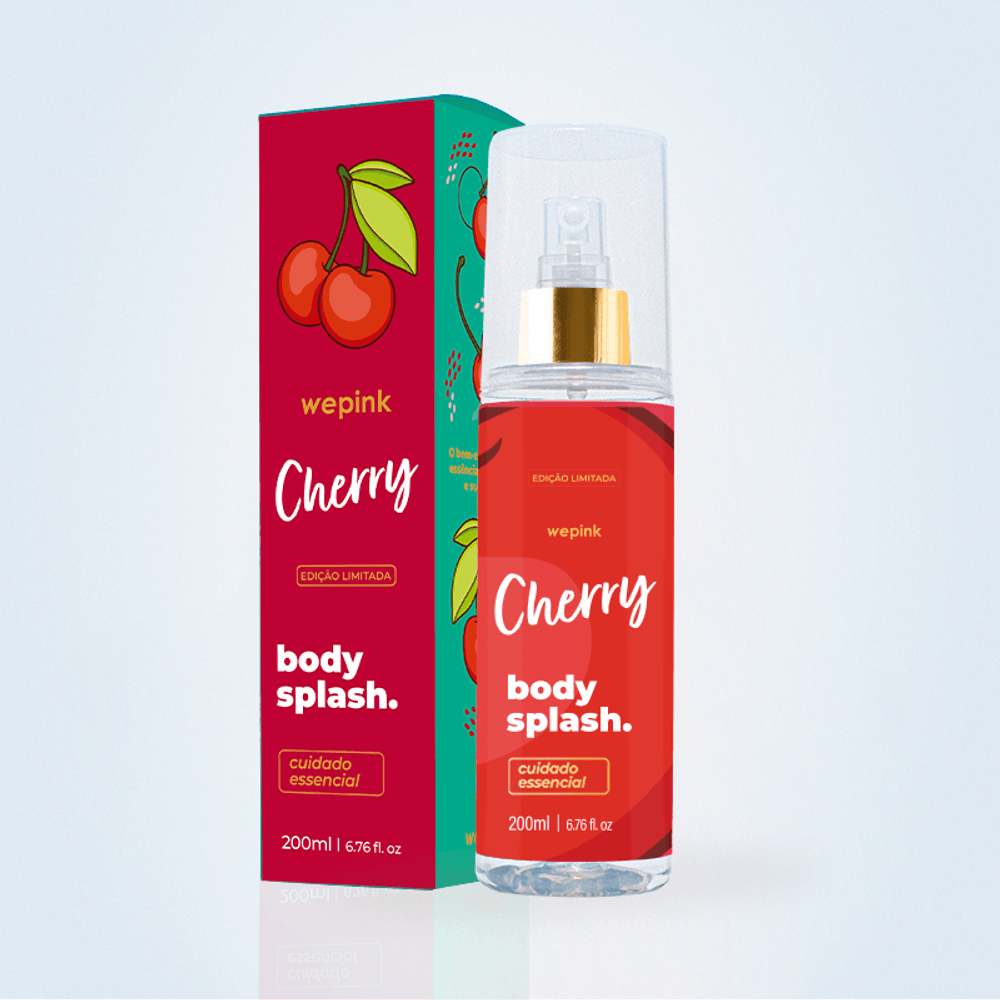 wepink
Cherry
EDIÇÃO LIMITADA
body
splash.
cuidado
essencial
200ml | 6.76 fl. oz
EDIÇÃO LIMITADA
wepink
Cherry
body
splash.
cuidado
essencial
200ml | 6.76 fl. oz